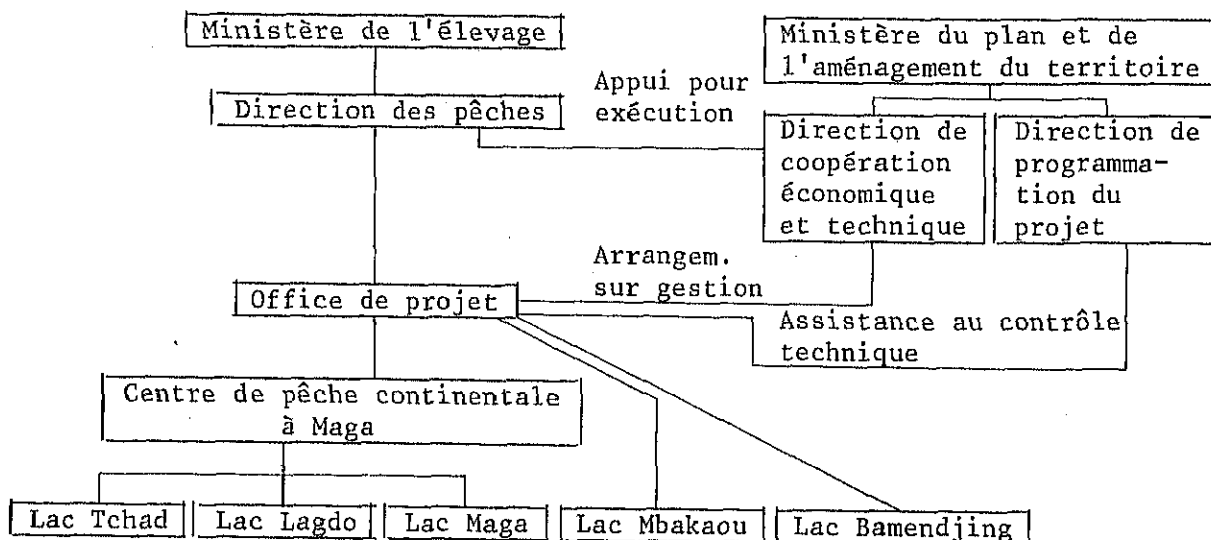 Ministère de l'élevage
Ministère du plan et de
l'aménagement du territoire
Direction des pêches
Appui pour
exécution
Direction de
coopération
économique
et technique
Direction de
programma-
tion du
projet
Arrangem.
sur gestion
Office de projet
Assistance au contrôle
technique
Centre de pêche continentale
à Maga
Lac Tchad
Lac Lagdo
Lac Maga
Lac Mbakaou
Lac Bamendjing